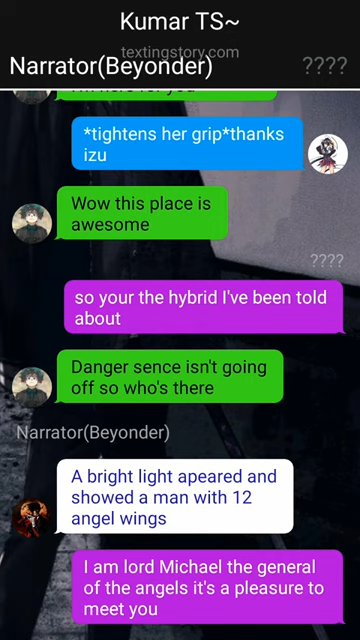 Kumar TS~
textingstory.com
Narrator(Beyonder)
????
I'm here for you
*tightens her grip*thanks
izu
Wow this place is
awesome
????
so your the hybrid I've been told
about
Danger sence isn't going
off so who's there
Narrator(Beyonder)
A bright light apeared and
showed a man with 12
angel wings
I am lord Michael the general
of the angels it's a pleasure to
meet you